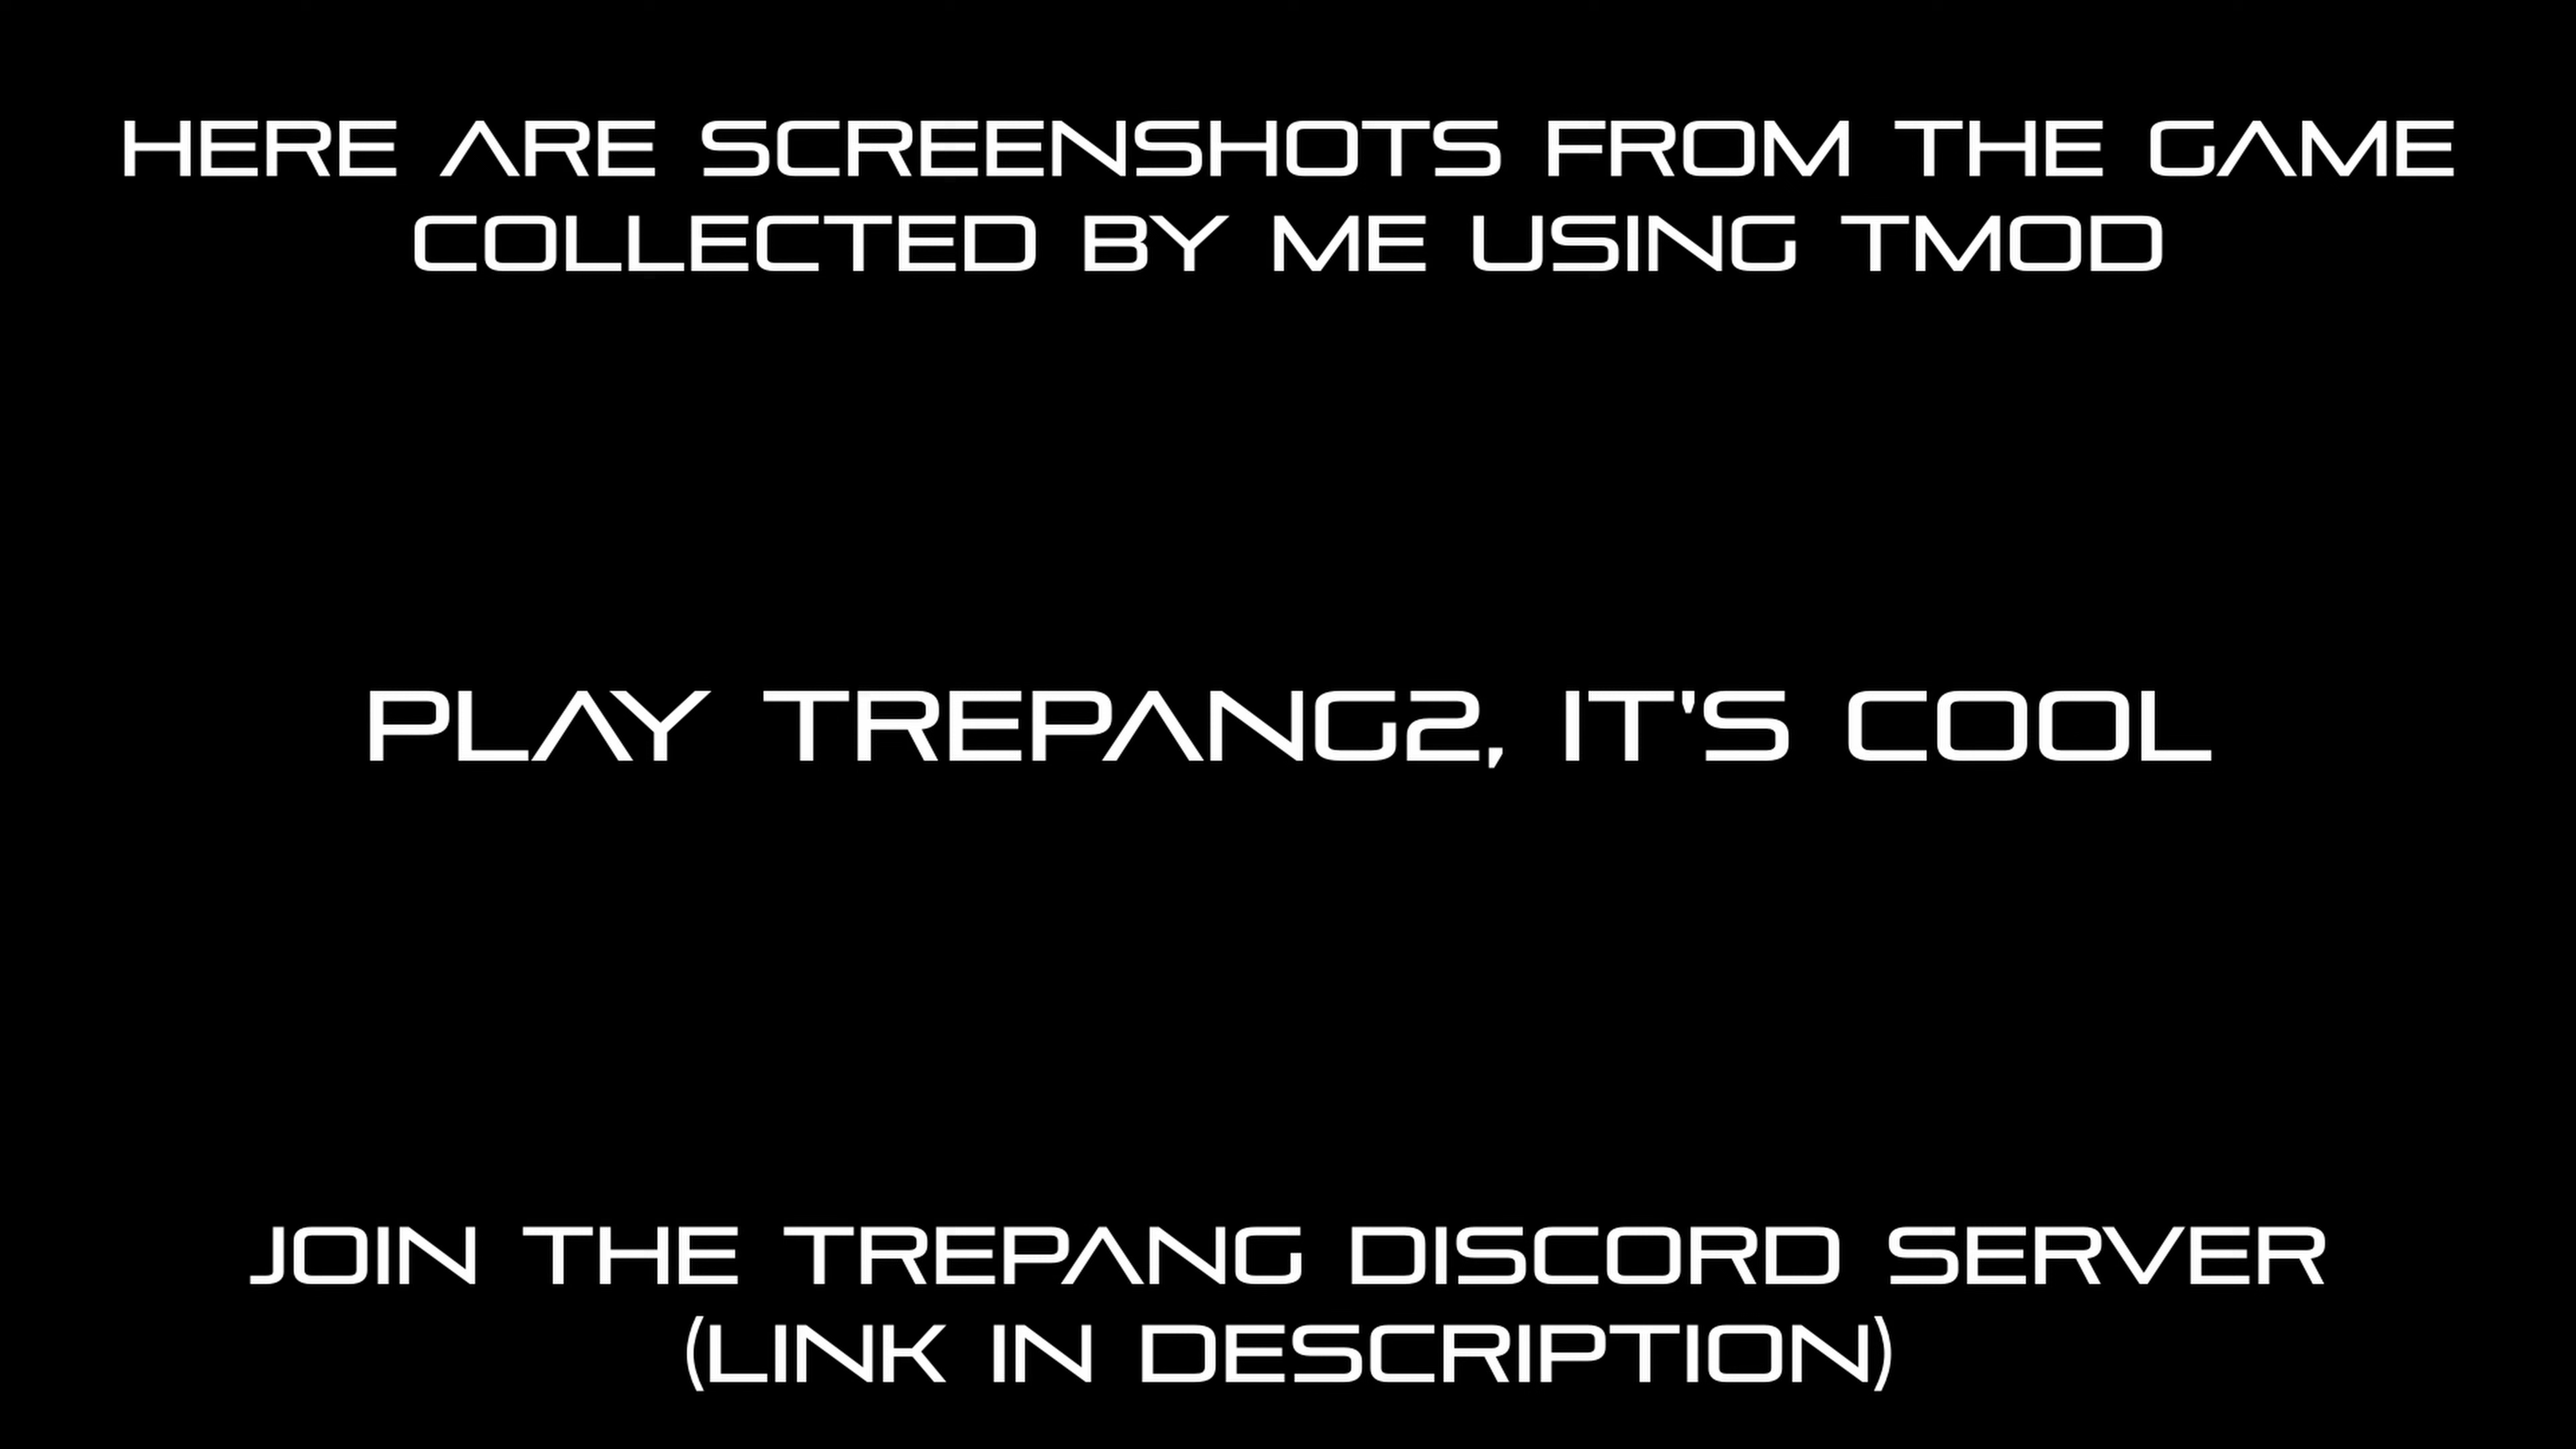 HERE ARE SCREENSHOTS FROM THE GAME
COLLECTED BY ME USING TMOD
PLAY TREPANG2, IT'S COOL
JOIN THE TREPANG DISCORD SERVER
(LINK IN DESCRIPTION)